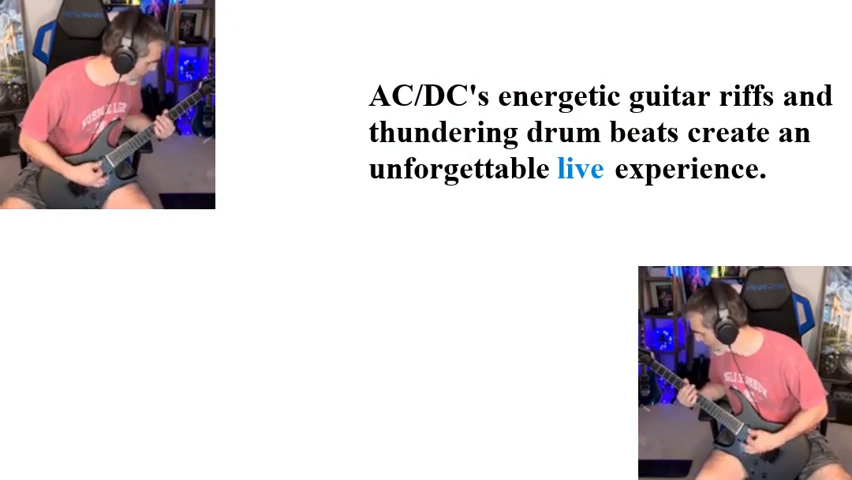 AC/DC's energetic guitar riffs and
thundering drum beats create an
unforgettable live experience.